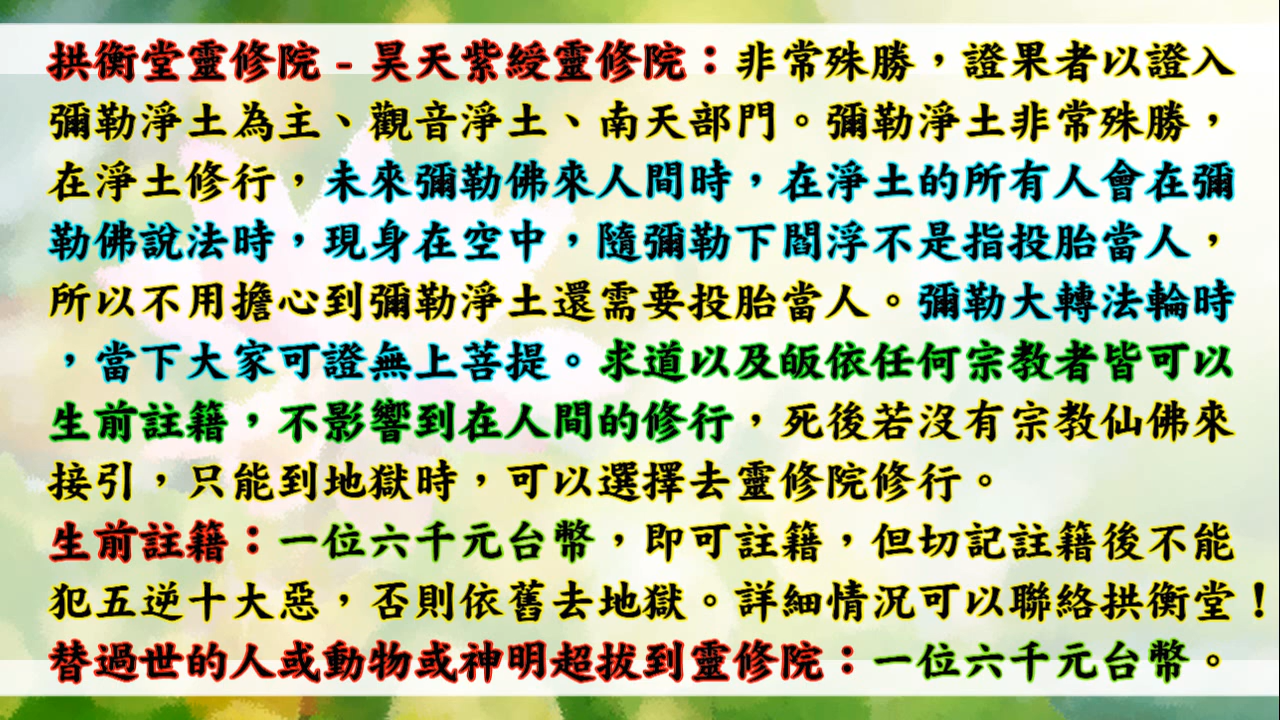 拱衡堂靈修院 - 昊天紫綬靈修院：非常殊勝，證果者以證入
彌勒淨土為主、觀音淨土、南天部門。彌勒淨土非常殊勝，
在淨土修行，未來彌勒佛來人間時，在淨土的所有人會在彌
勒佛說法時，現身在空中，隨彌勒下閻浮不是指投胎當人，
所以不用擔心到彌勒淨土還需要投胎當人。彌勒大轉法輪時
，當下大家可證無上菩提。求道以及皈依任何宗教者皆可以
生前註籍，不影響到在人間的修行，死後若沒有宗教仙佛來
接引，只能到地獄時，可以選擇去靈修院修行。
生前註籍：一位六千元台幣，即可註籍，但切記註籍後不能
犯五逆十大惡，否則依舊去地獄。詳細情況可以聯絡拱衡堂！
替過世的人或動物或神明超拔到靈修院：一位六千元台幣。